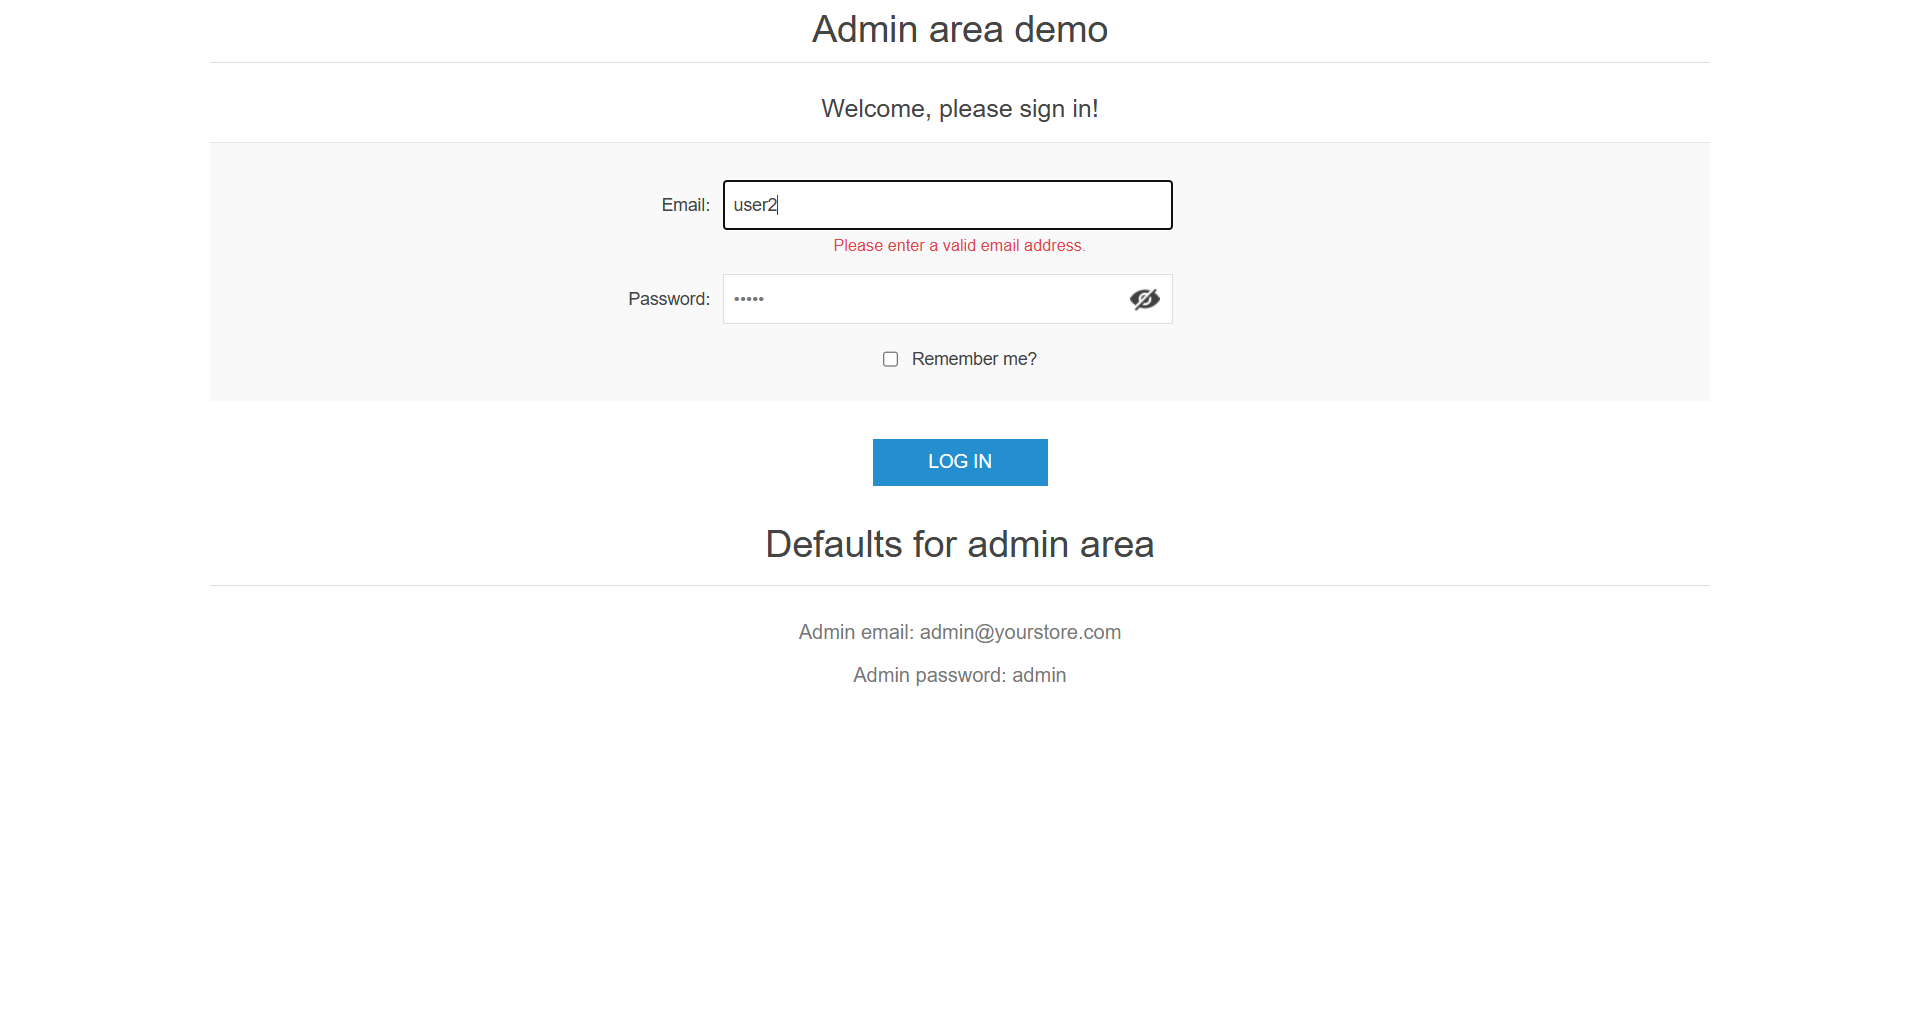 Admin area demo
Welcome, please sign in!
Email: user2
Please enter a valid email address.
Password: •••••
Remember me?
LOG IN
Defaults for admin area
Admin email: admin@yourstore.com
Admin password: admin